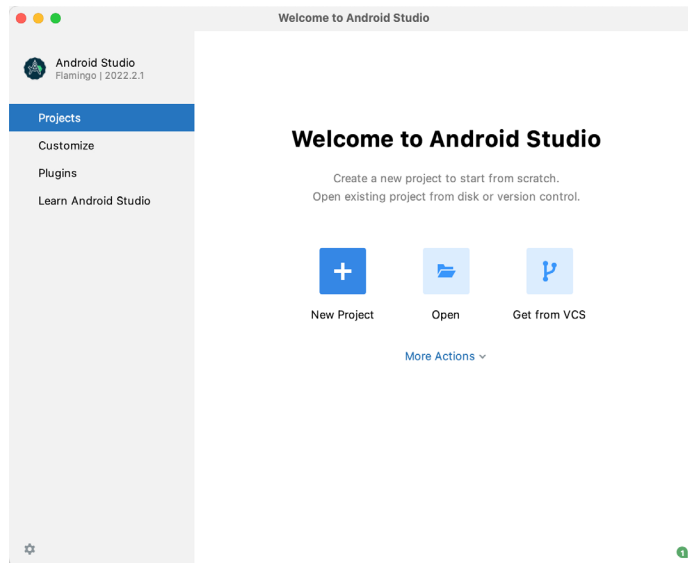 Welcome to Android Studio
Android Studio
Flamingo | 2022.2.1
Projects
Customize
Plugins
Learn Android Studio
Welcome to Android Studio
Create a new project to start from scratch.
Open existing project from disk or version control.
New Project
Open
Get from VCS
More Actions
1